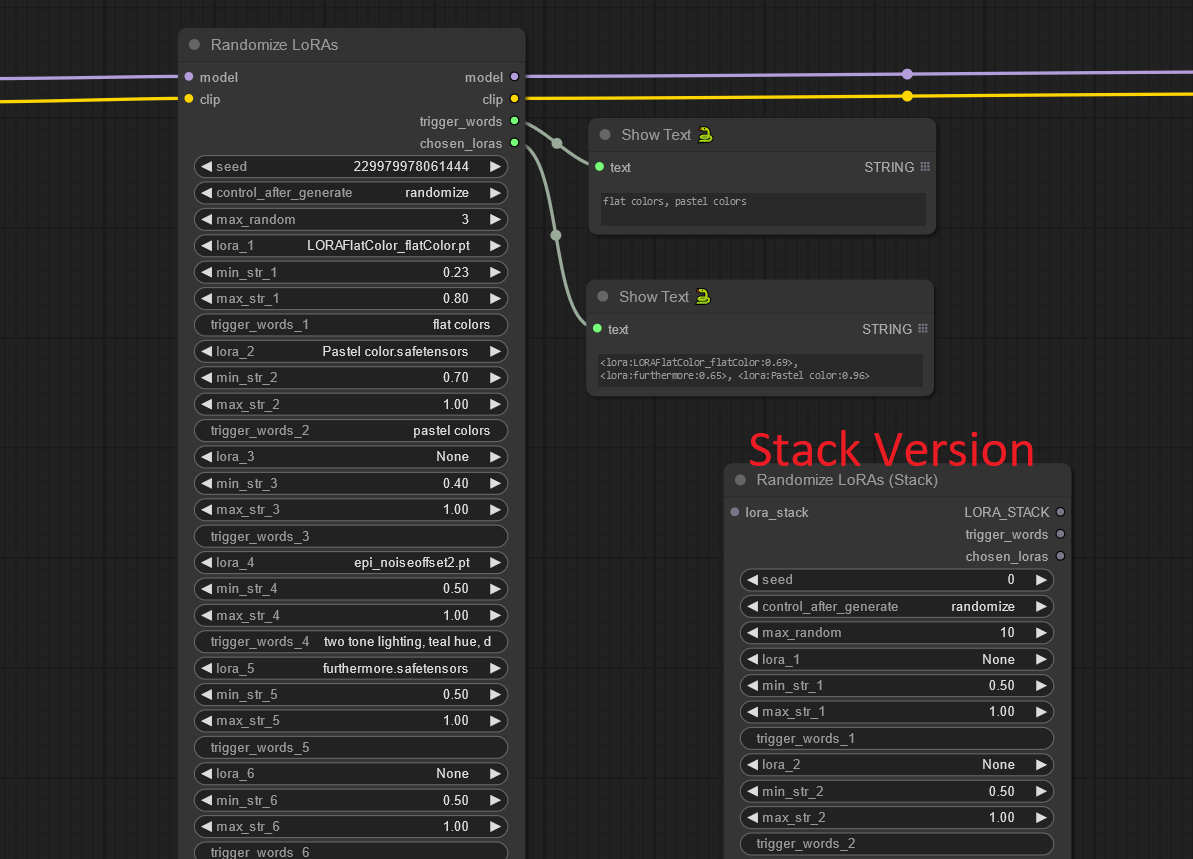 Randomize LoRAs
model model
clip clip
trigger_words
chosen_loras
seed 229979978061444
control_after_generate randomize
max_random 3
lora_1 LORAFlatColor_flatColor.pt
min_str_1 0.23
max_str_1 0.80
trigger_words_1 flat colors
lora_2 Pastel color.safetensors
min_str_2 0.70
max_str_2 1.00
trigger_words_2 pastel colors
lora_3 None
min_str_3 0.40
max_str_3 1.00
trigger_words_3
lora_4 epi_noiseoffset2.pt
min_str_4 0.50
max_str_4 1.00
trigger_words_4 two tone lighting, teal hue, d
lora_5 furthermore.safetensors
min_str_5 0.50
max_str_5 1.00
trigger_words_5
lora_6 None
min_str_6 0.50
max_str_6 1.00
trigger_words_6
Show Text
text STRING
flat colors, pastel colors
Show Text
text STRING
<lora:LORAFlatColor_flatColor:0.69>,
<lora:furthermore:0.65>, <lora:Pastel color:0.96>
Stack Version
Randomize LoRAs (Stack)
lora_stack LORA_STACK
trigger_words
chosen_loras
seed 0
control_after_generate randomize
max_random 10
lora_1 None
min_str_1 0.50
max_str_1 1.00
trigger_words_1
lora_2 None
min_str_2 0.50
max_str_2 1.00
trigger_words_2